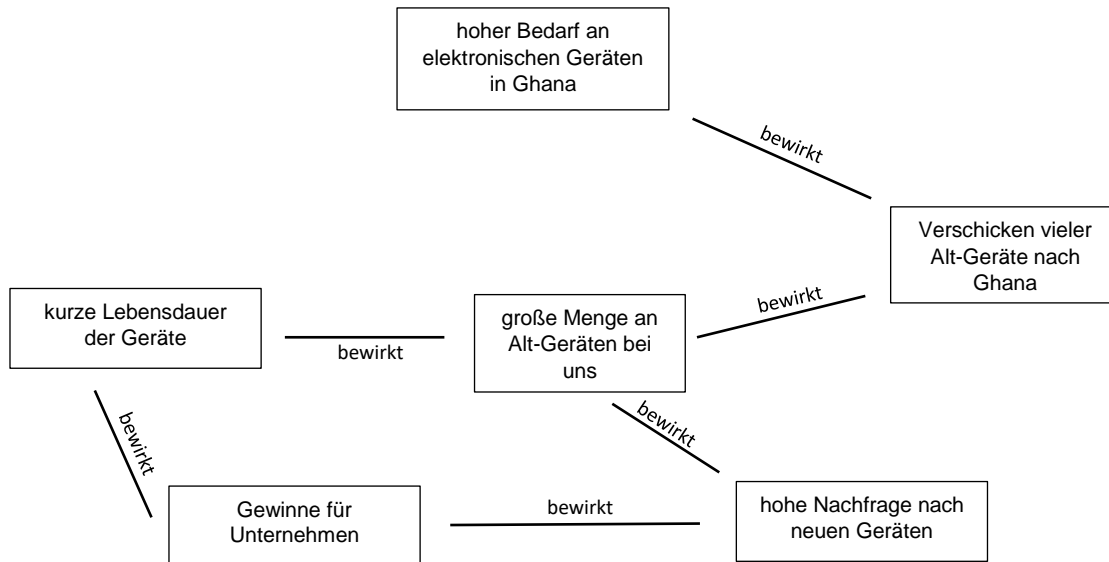 hoher Bedarf an
elektronischen Geräten
in Ghana
bewirkt
Verschicken vieler
Alt-Geräte nach
Ghana
bewirkt
kurze Lebensdauer
der Geräte
bewirkt
große Menge an
Alt-Geräten bei
uns
bewirkt
bewirkt
Gewinne für
Unternehmen
bewirkt
hohe Nachfrage nach
neuen Geräten